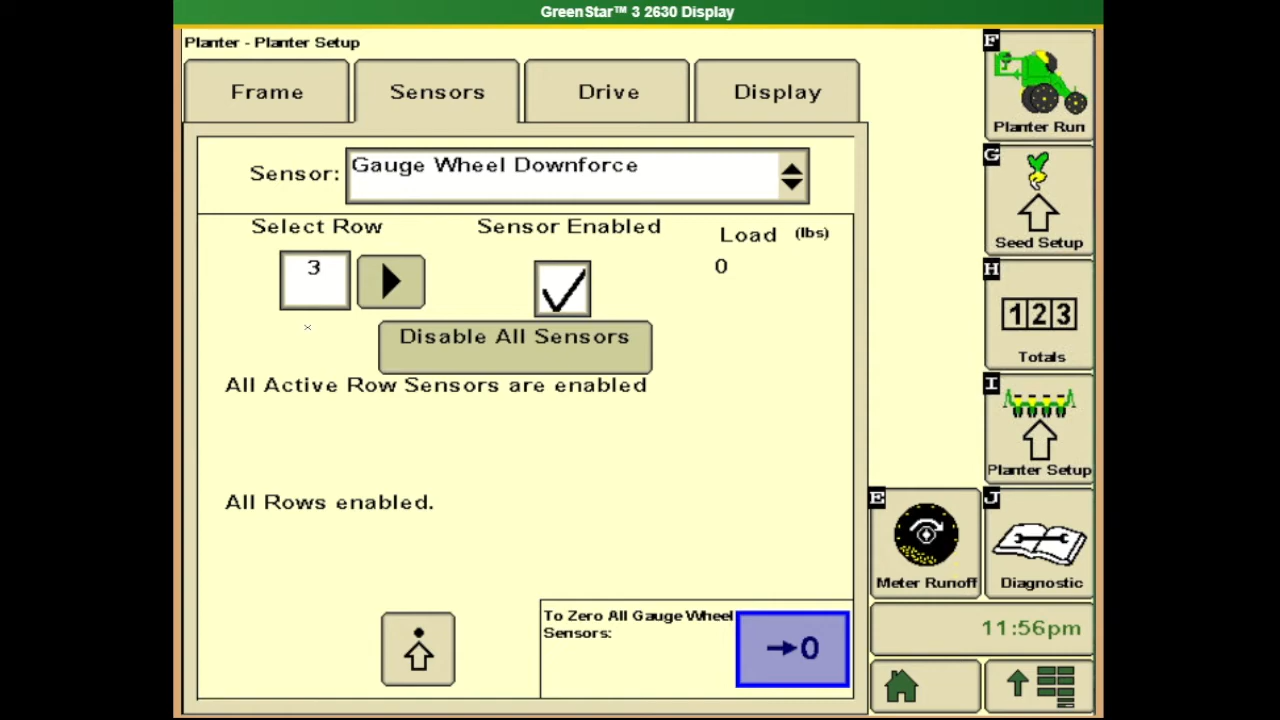 GreenStar™ 3 2630 Display
Planter - Planter Setup
Frame
Sensors
Drive
Display
Sensor:
Gauge Wheel Downforce
Select Row
Sensor Enabled
Load (lbs)
3
0
Disable All Sensors
All Active Row Sensors are enabled
All Rows enabled.
To Zero All Gauge Wheel
Sensors:
→0
F
Planter Run
G
Seed Setup
H
123
Totals
I
Planter Setup
E
Meter Runoff
J
Diagnostic
11:56pm